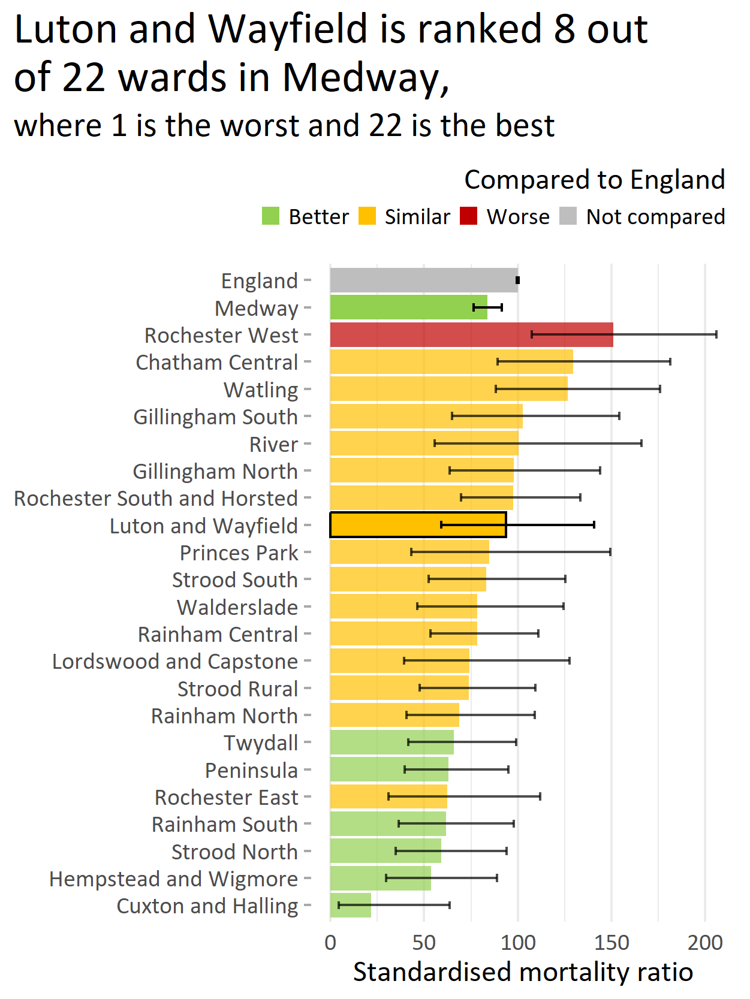 Luton and Wayfield is ranked 8 out
of 22 wards in Medway,
where 1 is the worst and 22 is the best
Compared to England
Better Similar Worse Not compared
England
Medway
Rochester West
Chatham Central
Watling
Gillingham South
River
Gillingham North
Rochester South and Horsted
Luton and Wayfield
Princes Park
Strood South
Walderslade
Rainham Central
Lordswood and Capstone
Strood Rural
Rainham North
Twydall
Peninsula
Rochester East
Rainham South
Strood North
Hempstead and Wigmore
Cuxton and Halling
0 50 100 150 200
Standardised mortality ratio